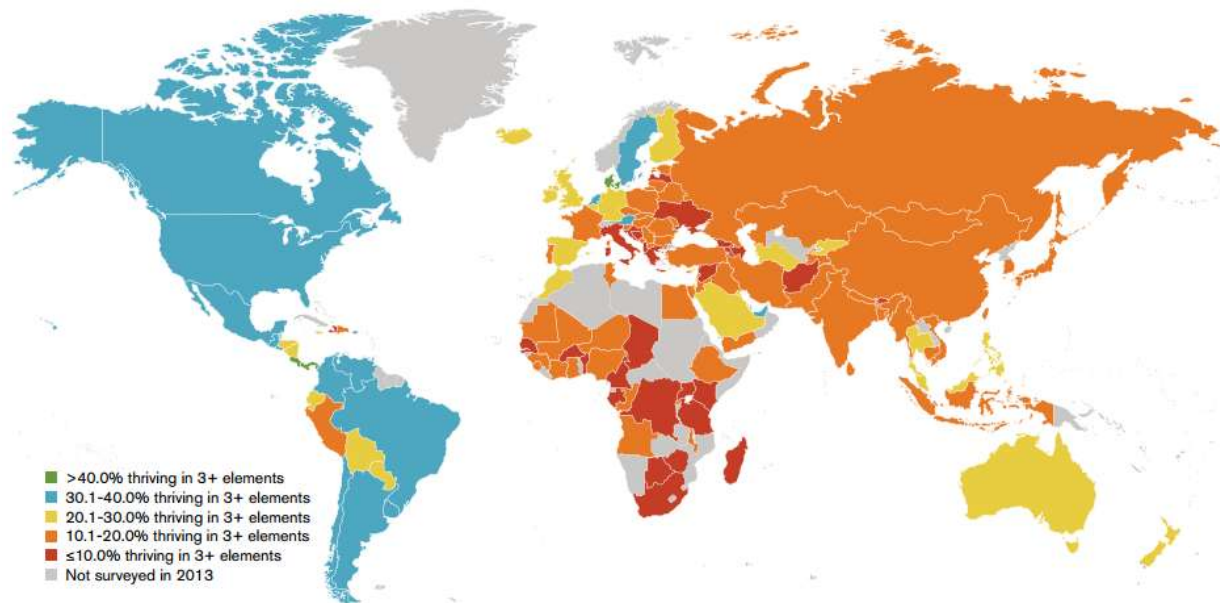 >40.0% thriving in 3+ elements
30.1-40.0% thriving in 3+ elements
20.1-30.0% thriving in 3+ elements
10.1-20.0% thriving in 3+ elements
≤10.0% thriving in 3+ elements
Not surveyed in 2013